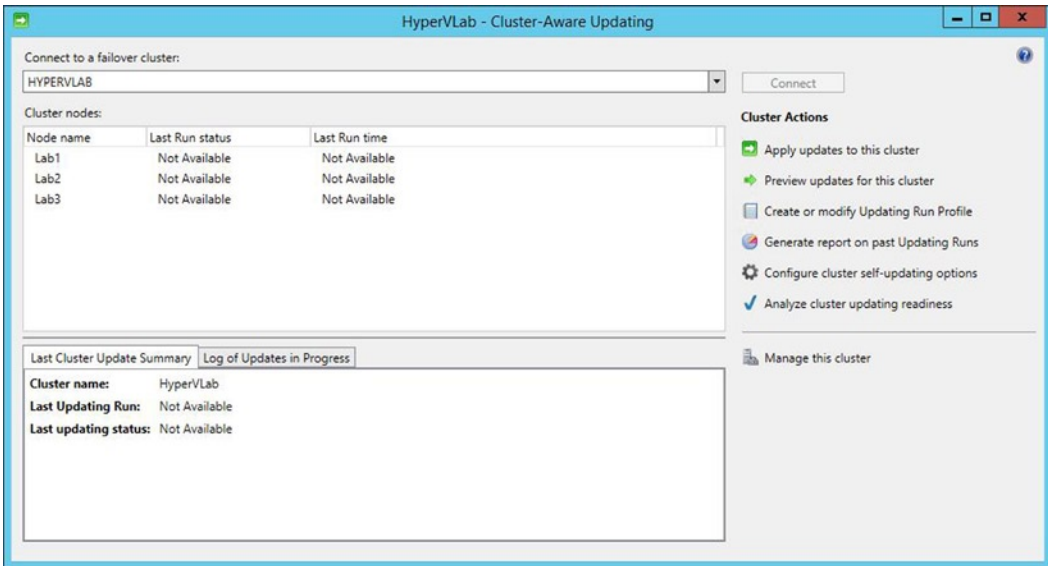 HyperVLab - Cluster-Aware Updating
Connect to a failover cluster:
HYPERVLAB
Connect
Cluster nodes:
Node name Last Run status Last Run time
Lab1 Not Available Not Available
Lab2 Not Available Not Available
Lab3 Not Available Not Available
Cluster Actions
Apply updates to this cluster
Preview updates for this cluster
Create or modify Updating Run Profile
Generate report on past Updating Runs
Configure cluster self-updating options
Analyze cluster updating readiness
Manage this cluster
Last Cluster Update Summary Log of Updates in Progress
Cluster name: HyperVLab
Last Updating Run: Not Available
Last updating status: Not Available